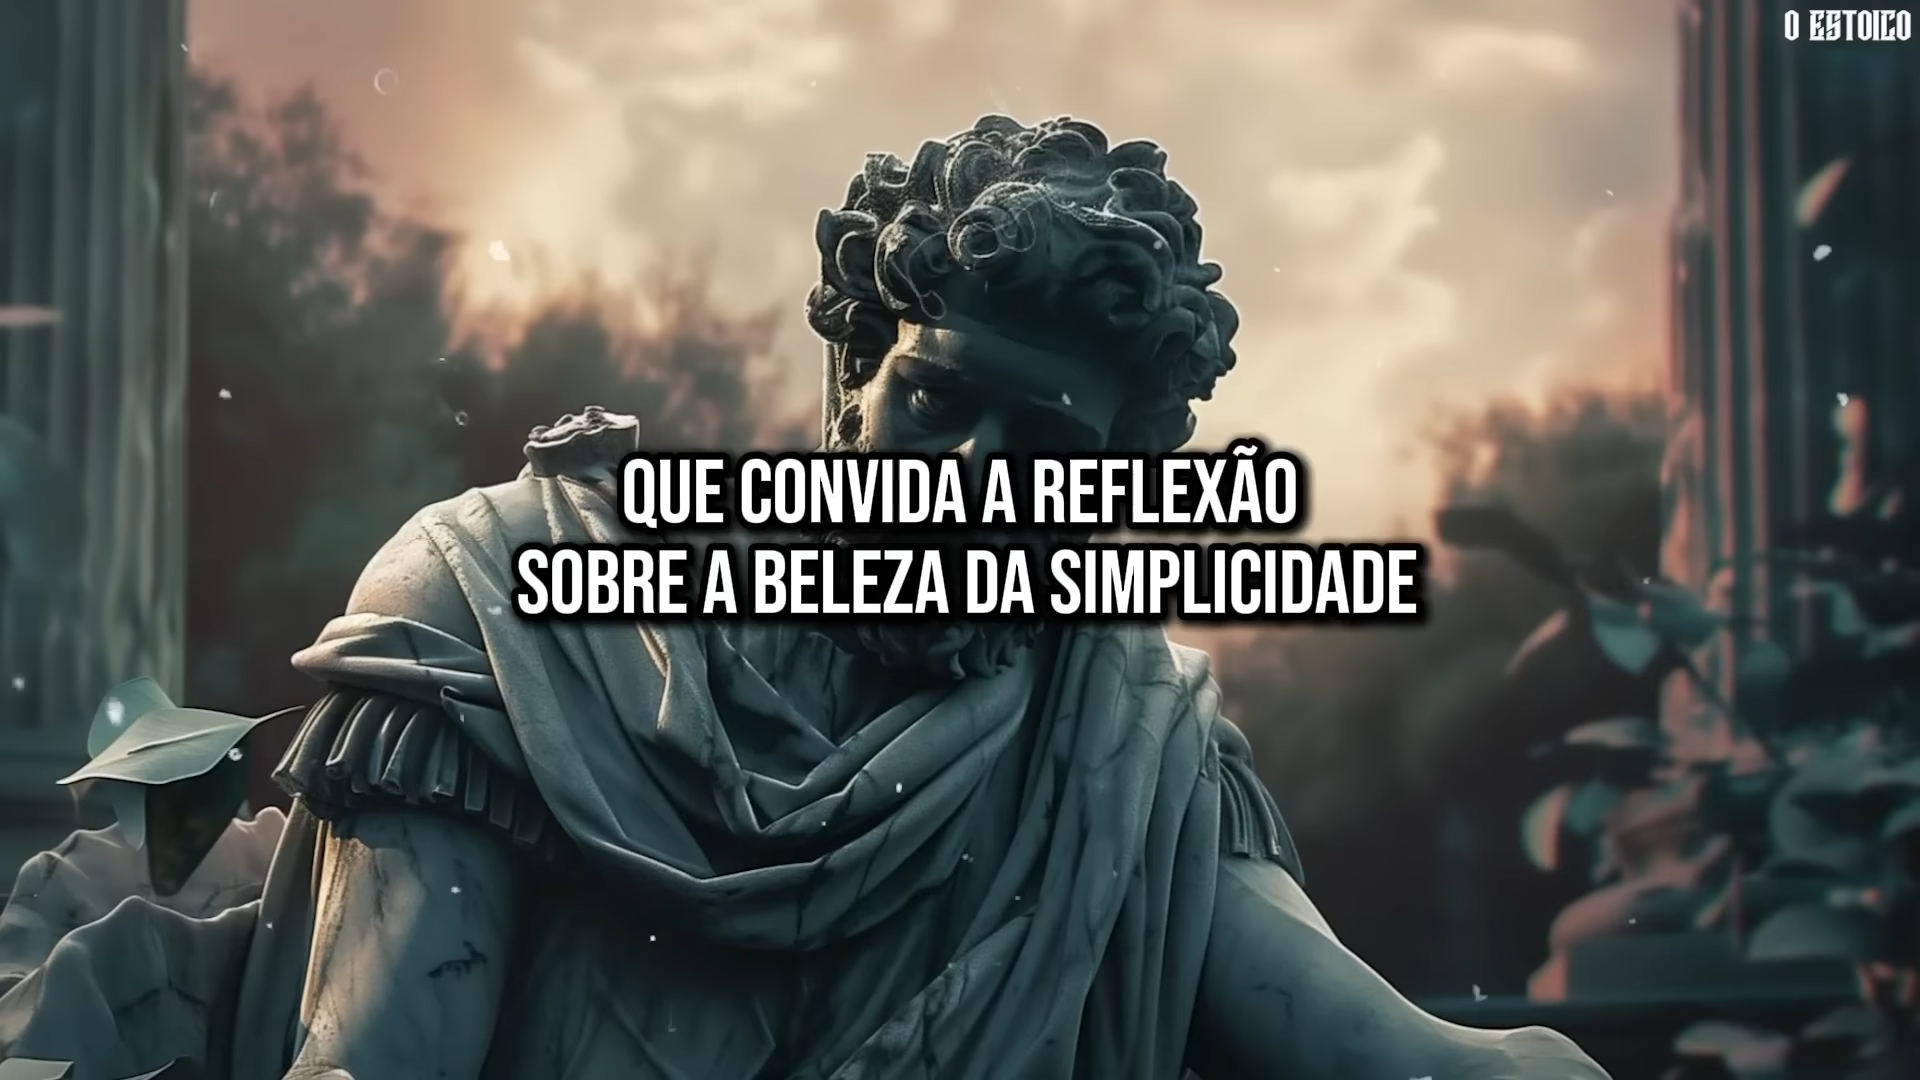 O ESTOICO
QUE CONVIDA A REFLEXÃO
SOBRE A BELEZA DA SIMPLICIDADE